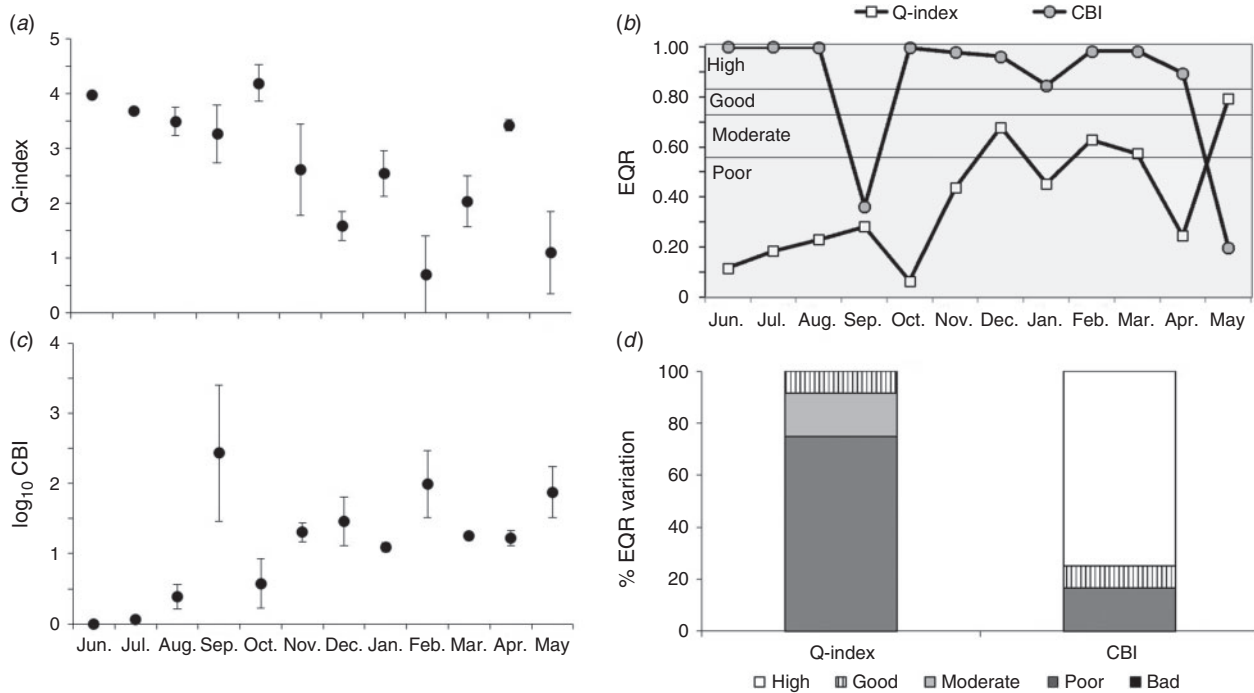 (a)
5
4
3
2
1
0
Q-index
(b)
Q-index CBI
1.00
0.80
0.60
0.40
0.20
0
EQR
High
Good
Moderate
Poor
Jun. Jul. Aug. Sep. Oct. Nov. Dec. Jan. Feb. Mar. Apr. May
(c)
4
3
2
1
0
log10 CBI
Jun. Jul. Aug. Sep. Oct. Nov. Dec. Jan. Feb. Mar. Apr. May
(d)
100
80
60
40
20
0
% EQR variation
Q-index CBI
High Good Moderate Poor Bad